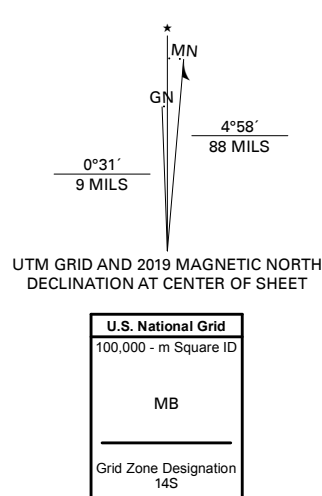 ★
MN
GN
4°58´
88 MILS
0°31´
9 MILS
UTM GRID AND 2019 MAGNETIC NORTH
DECLINATION AT CENTER OF SHEET
U.S. National Grid
100,000 - m Square ID
MB
Grid Zone Designation
14S